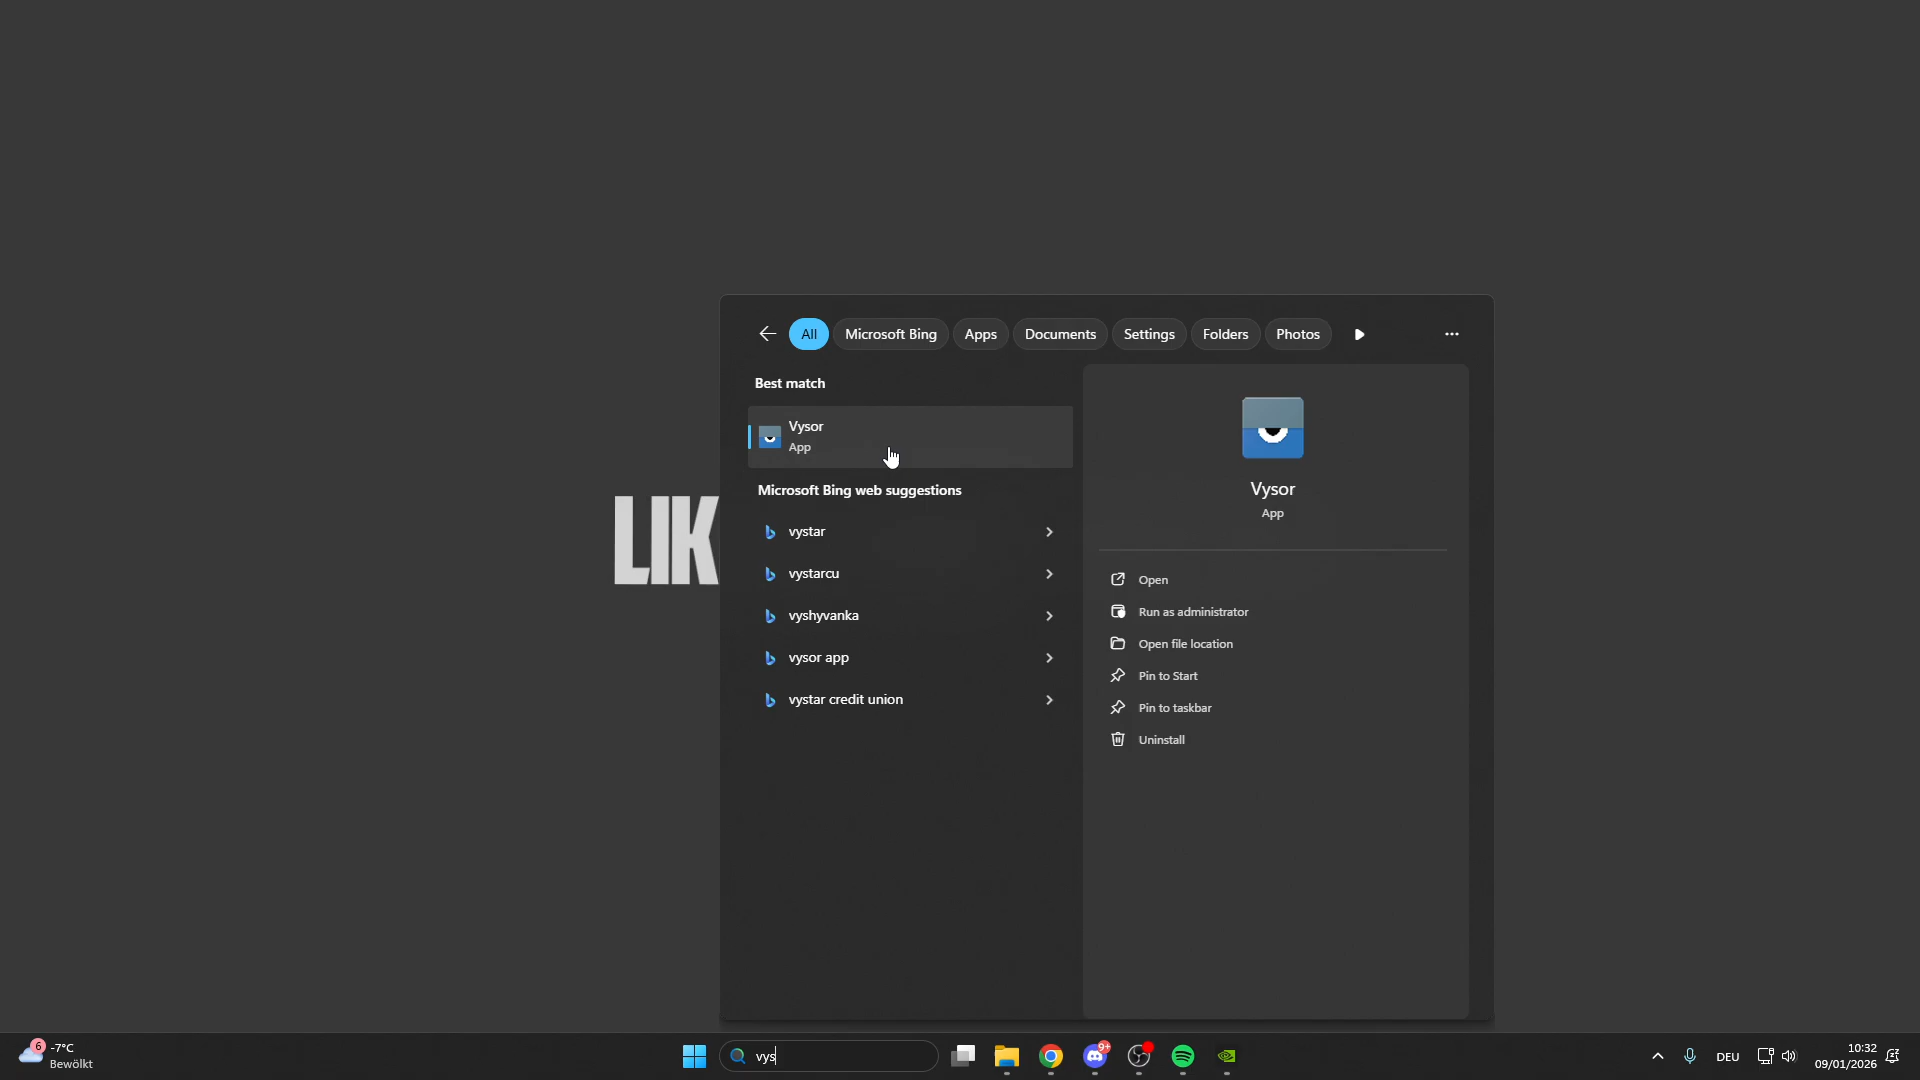 All
Microsoft Bing
Apps
Documents
Settings
Folders
Photos
Best match
Vysor
App
Microsoft Bing web suggestions
vystar
vystarcu
vyshyvanka
vysor app
vystar credit union
Vysor
App
Open
Run as administrator
Open file location
Pin to Start
Pin to taskbar
Uninstall
LIK
6
-7°C
Bewölkt
vys
9+
DEU
10:32
09/01/2026